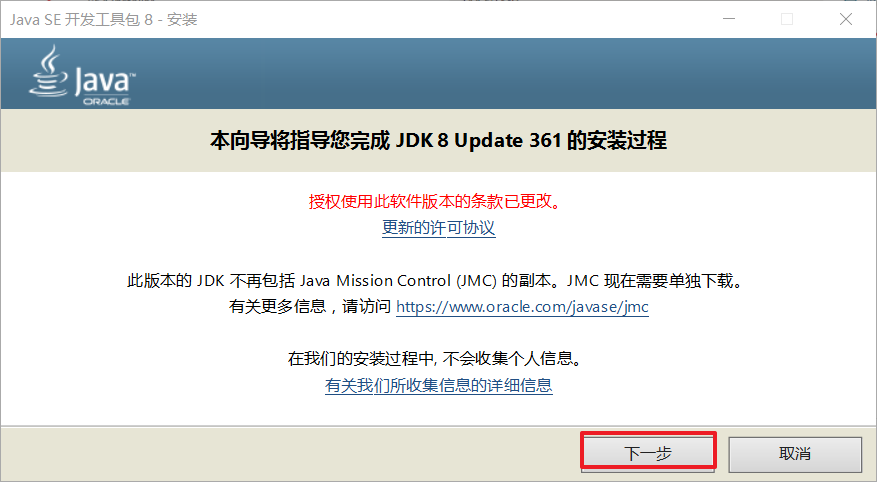 Java SE 开发工具包 8 - 安装
Java™
ORACLE
本向导将指导您完成 JDK 8 Update 361 的安装过程
授权使用此软件版本的条款已更改。
更新的许可协议
此版本的 JDK 不再包括 Java Mission Control (JMC) 的副本。JMC 现在需要单独下载。
有关更多信息，请访问 https://www.oracle.com/javase/jmc
在我们的安装过程中, 不会收集个人信息。
有关我们所收集信息的详细信息
下一步
取消